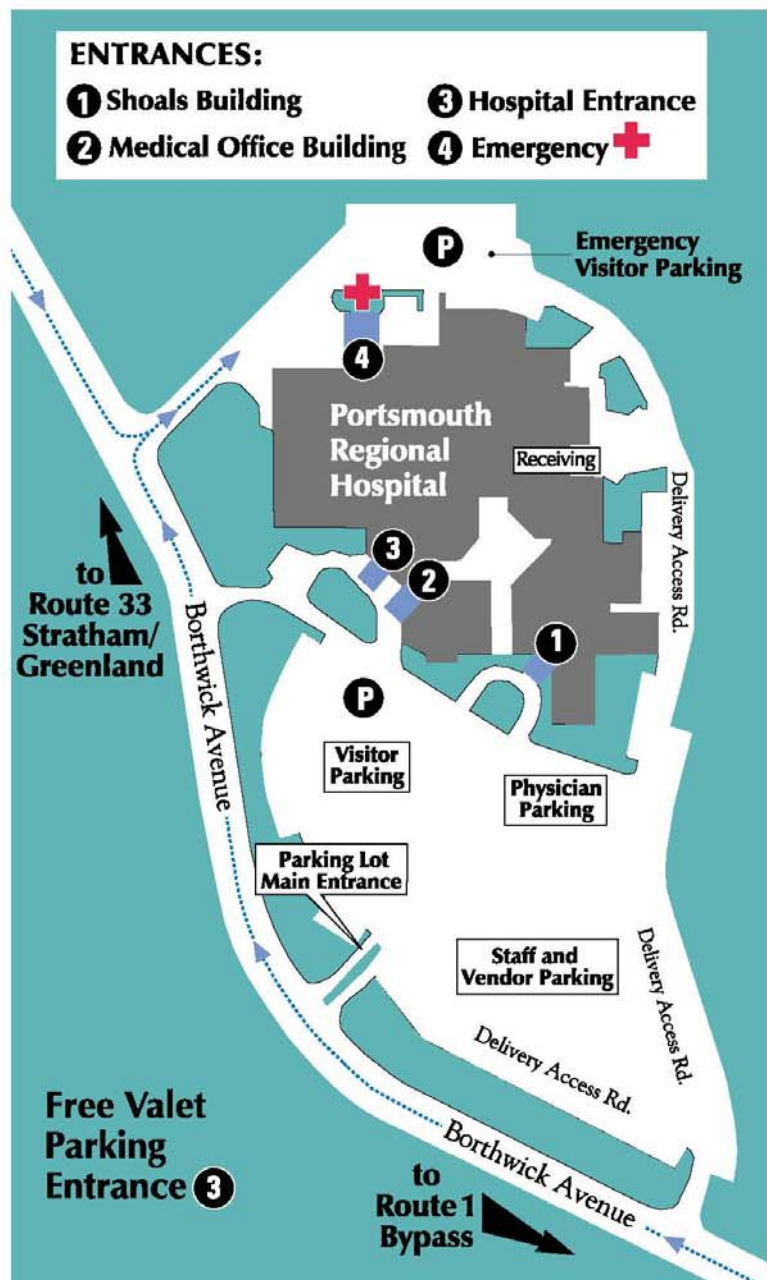 ENTRANCES:
1 Shoals Building
2 Medical Office Building
3 Hospital Entrance
4 Emergency
P
Emergency
Visitor Parking
4
Portsmouth
Regional
Hospital
Receiving
Delivery Access Rd.
3
2
1
to
Route 33
Stratham/
Greenland
Borthwick Avenue
P
Visitor
Parking
Physician
Parking
Parking Lot
Main Entrance
Staff and
Vendor Parking
Delivery Access Rd.
Delivery Access Rd.
Free Valet
Parking
Entrance 3
Borthwick Avenue
to
Route 1
Bypass